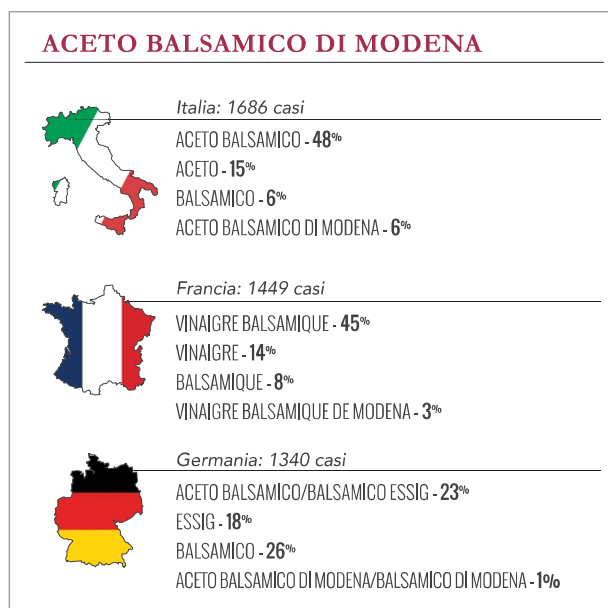 ACETO BALSAMICO DI MODENA
Italia: 1686 casi
ACETO BALSAMICO - 48%
ACETO - 15%
BALSAMICO - 6%
ACETO BALSAMICO DI MODENA - 6%
Francia: 1449 casi
VINAIGRE BALSAMIQUE - 45%
VINAIGRE - 14%
BALSAMIQUE - 8%
VINAIGRE BALSAMIQUE DE MODENA - 3%
Germania: 1340 casi
ACETO BALSAMICO/BALSAMICO ESSIG - 23%
ESSIG - 18%
BALSAMICO - 26%
ACETO BALSAMICO DI MODENA/BALSAMICO DI MODENA - 1%